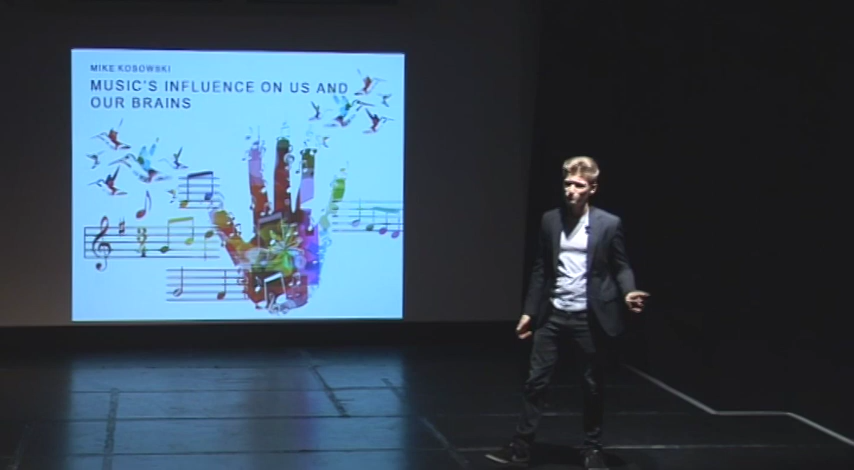 MIKE KOSOWSKI
MUSIC'S INFLUENCE ON US AND
OUR BRAINS